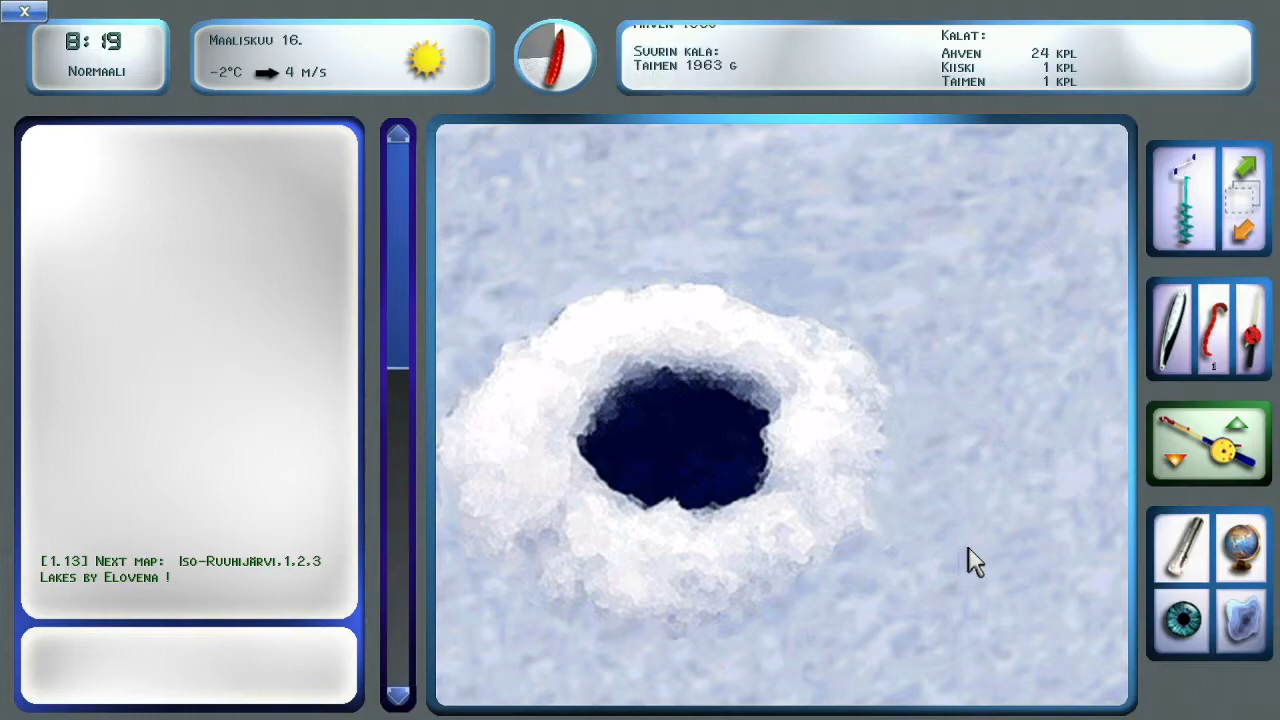 8:19
Normaali
Maaliskuu 16.
-2°C 4 m/s
Suurin kala:
Taimen 1963 g
Kalat:
Ahven 24 kpl
Kiiski 1 kpl
Taimen 1 kpl
1
[1.13] Next map: Iso-Ruuhijärvi,1,2,3
Lakes by Elovena !